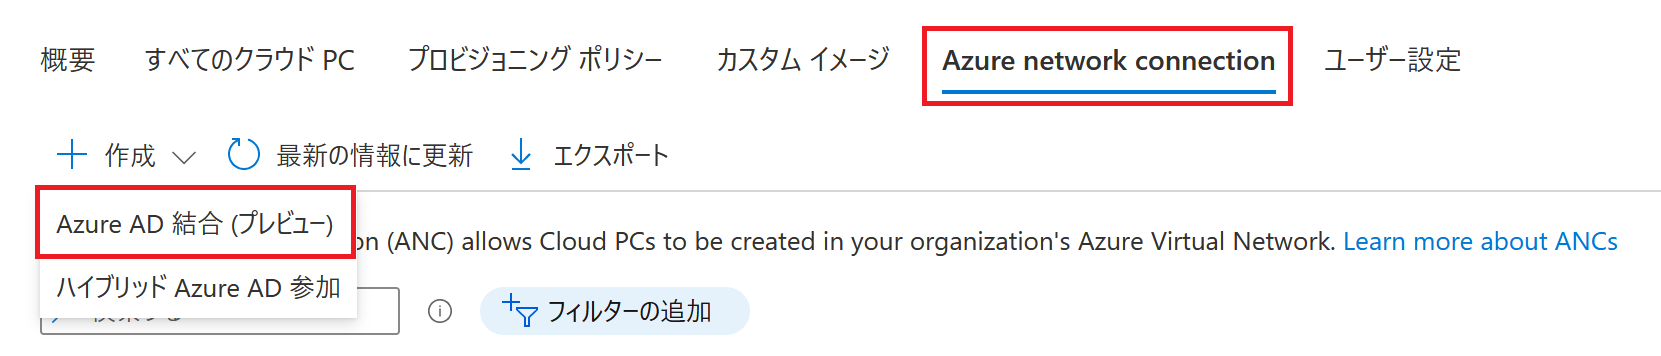 概要 すべてのクラウド PC プロビジョニング ポリシー カスタム イメージ Azure network connection ユーザー設定
作成 最新の情報に更新 エクスポート
Azure AD 結合 (プレビュー)
on (ANC) allows Cloud PCs to be created in your organization's Azure Virtual Network. Learn more about ANCs
ハイブリッド Azure AD 参加
フィルターの追加